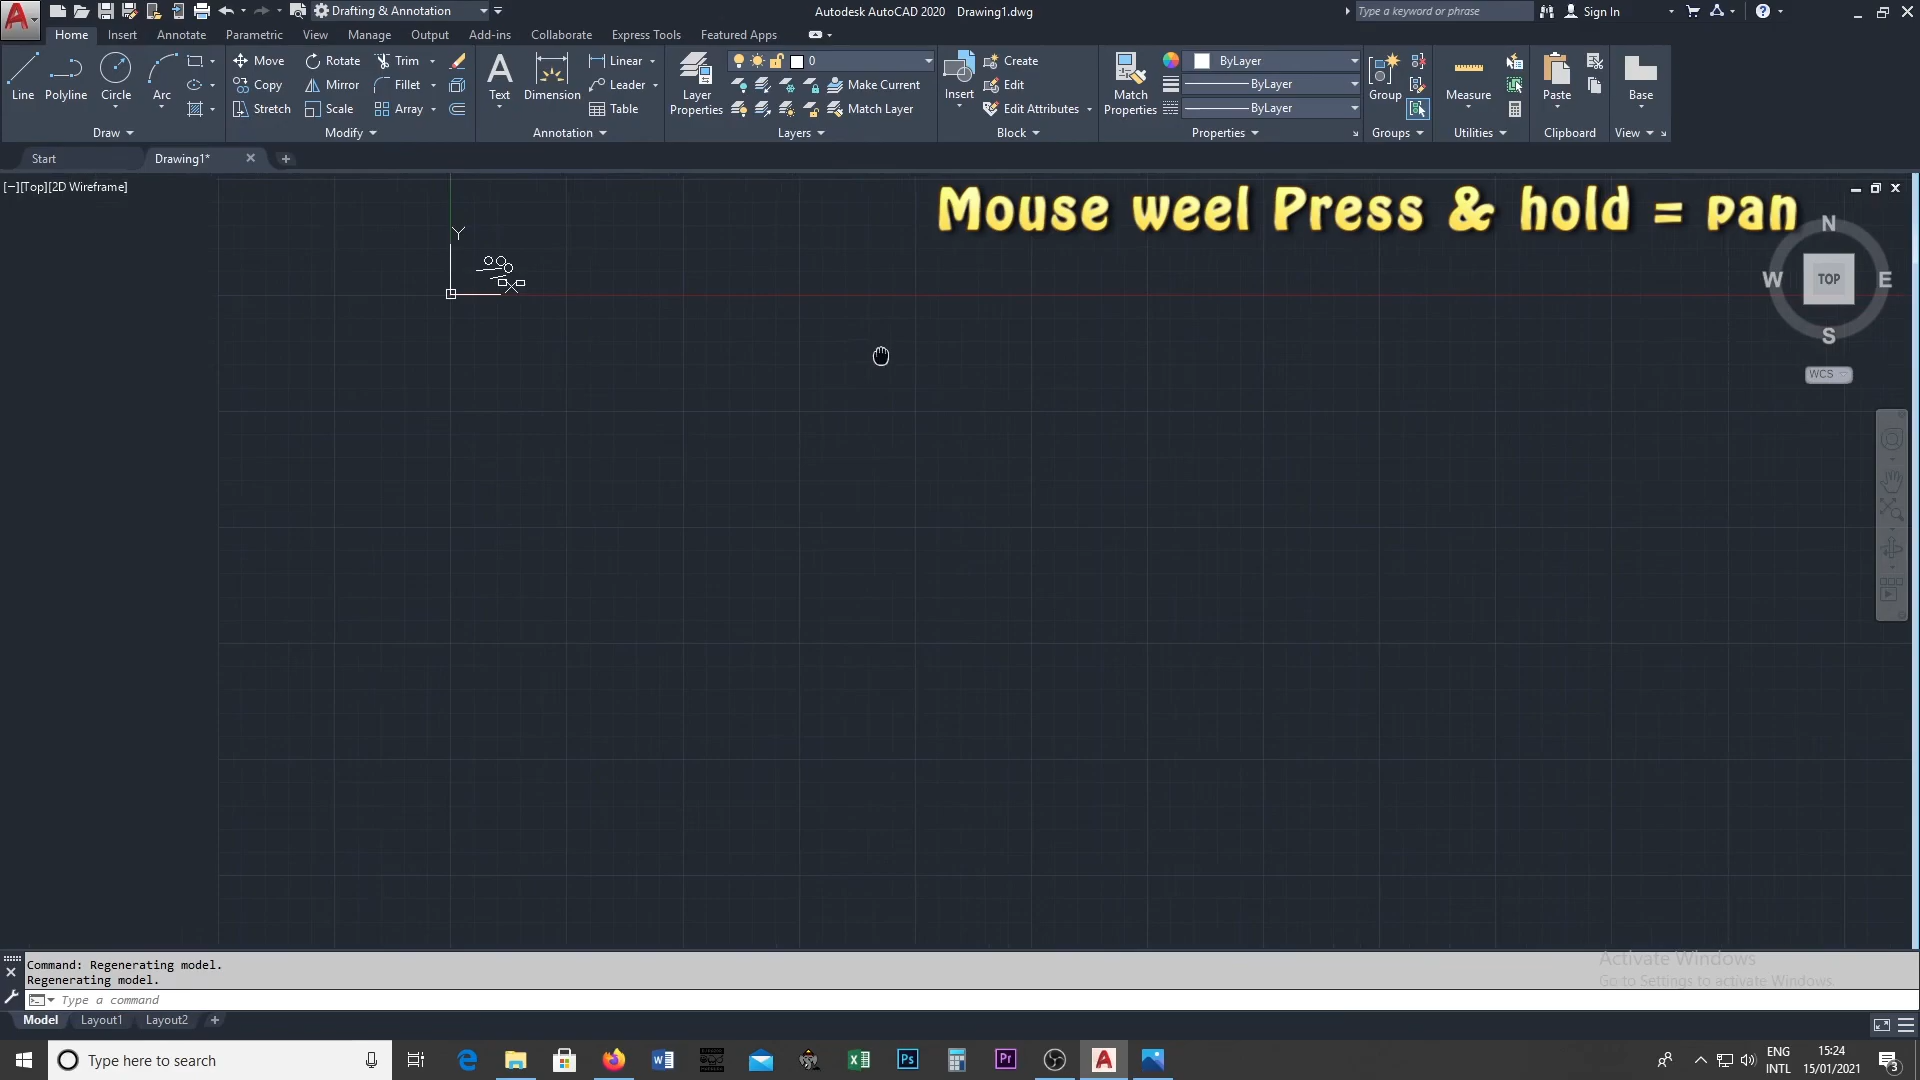 Drafting & Annotation
Autodesk AutoCAD 2020 Drawing1.dwg
Type a keyword or phrase
Sign In
Home Insert Annotate Parametric View Manage Output Add-ins Collaborate Express Tools Featured Apps
Move Rotate Trim Linear 0 Create ByLayer
Line Polyline Circle Arc Copy Mirror Fillet Text Dimension Leader Layer Properties Make Current Insert Edit Match Properties ByLayer Group Measure Paste Base
Stretch Scale Array Table Match Layer Edit Attributes ByLayer
Draw Modify Annotation Layers Block Properties Groups Utilities Clipboard View
Start Drawing1*
[−][Top][2D Wireframe]
Mouse weel Press & hold = pan
N
Y
W TOP E
X
S
WCS
Command: Regenerating model.
Regenerating model.
Type a command
Activate Windows
Go to Settings to activate Windows.
Model Layout1 Layout2
Type here to search
ENG
INTL
15:24
15/01/2021
3